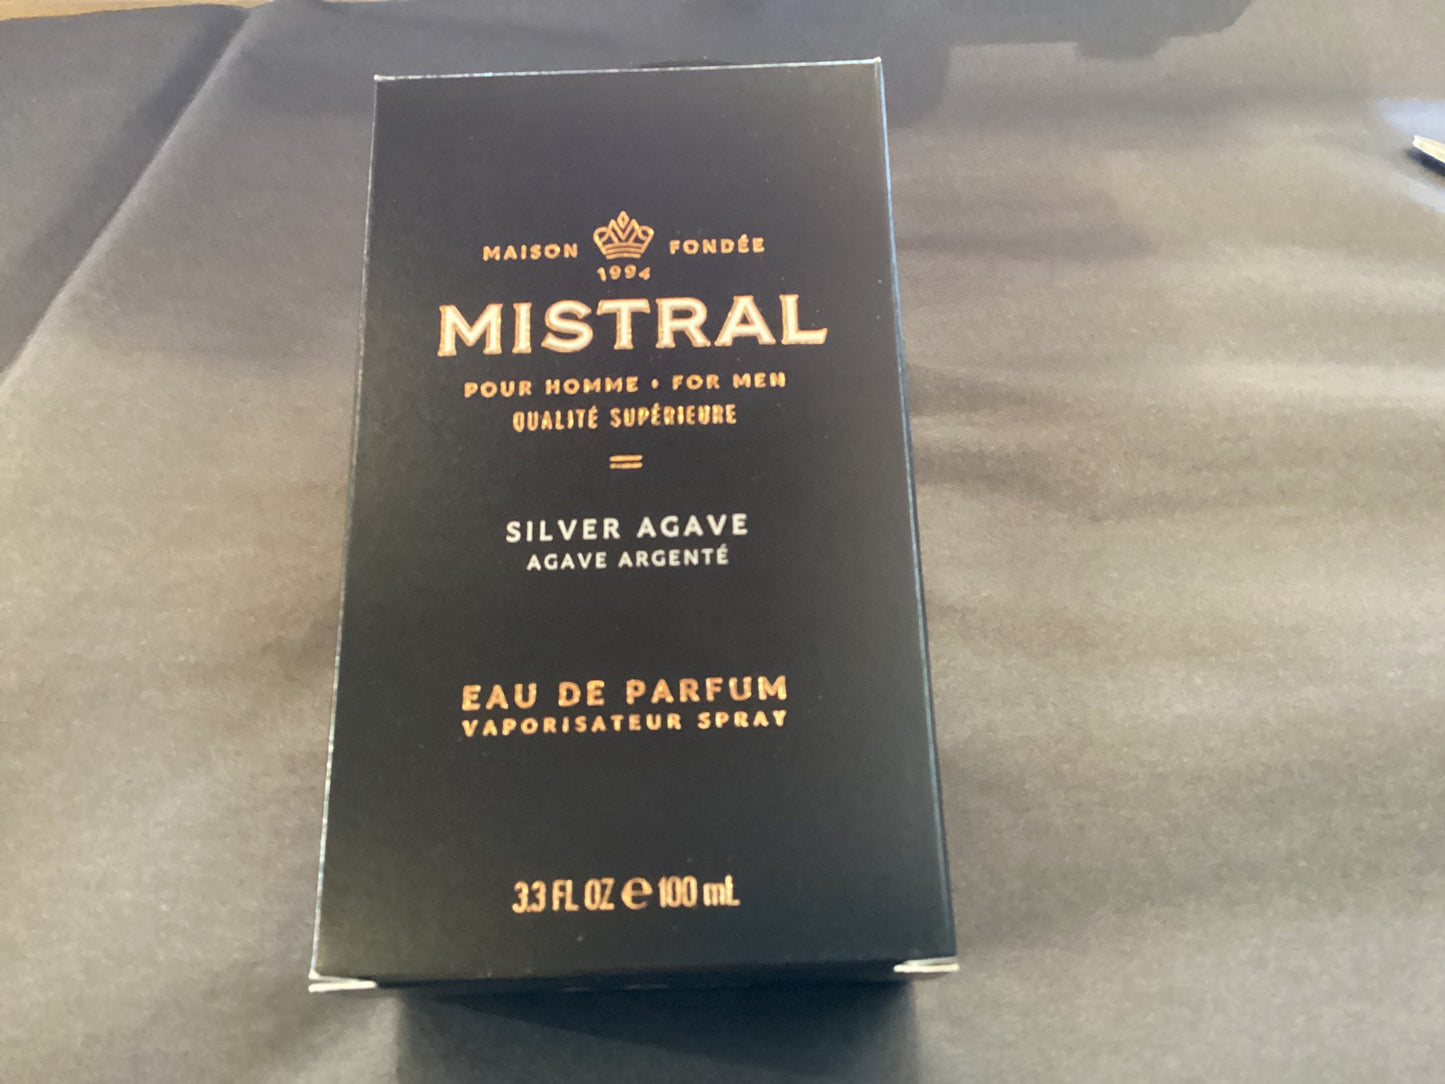 MAISON FONDÉE
1994
MISTRAL
POUR HOMME • FOR MEN
QUALITÉ SUPÉRIEURE
SILVER AGAVE
AGAVE ARGENTÉ
EAU DE PARFUM
VAPORISATEUR SPRAY
3.3 FL OZ e 100 mL